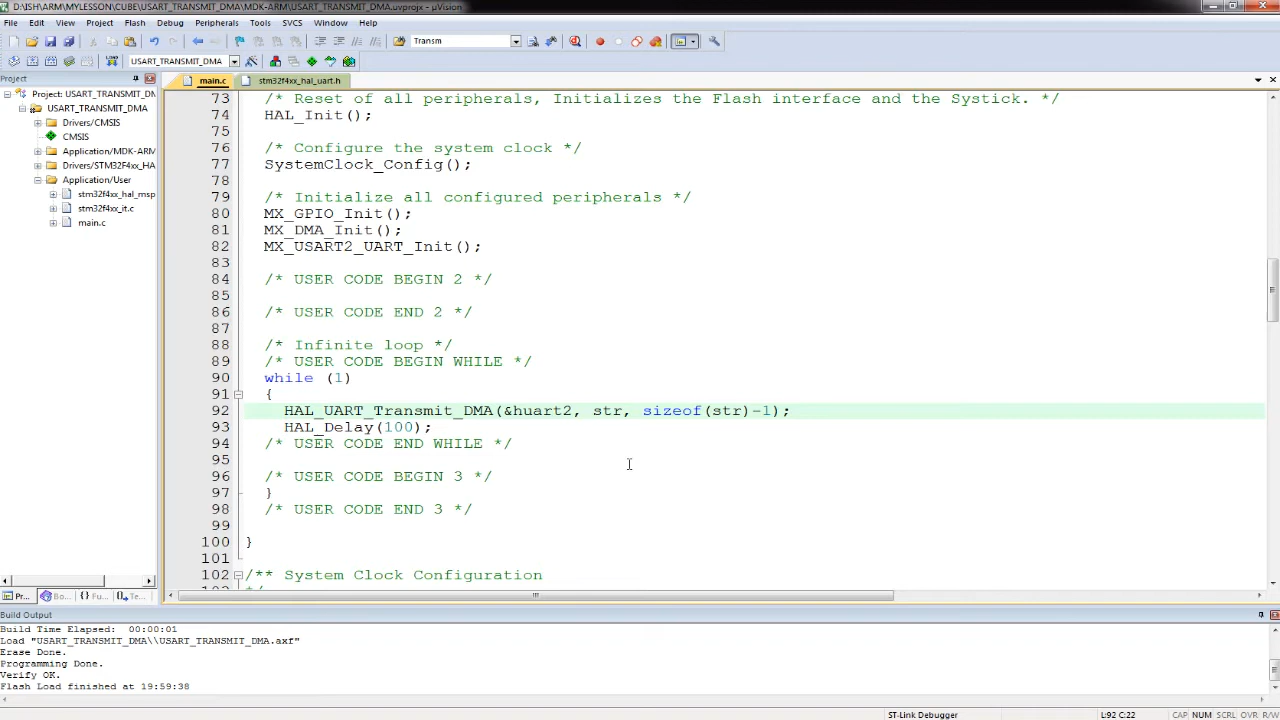 D:\ISH\ARM\MYLESSON\CUBE\USART_TRANSMIT_DMA\MDK-ARM\USART_TRANSMIT_DMA.uvprojx - µVision
File Edit View Project Flash Debug Peripherals Tools SVCS Window Help
Transm
USART_TRANSMIT_DMA
Project
main.c stm32f4xx_hal_uart.h
Project: USART_TRANSMIT_D
USART_TRANSMIT_DMA
Drivers/CMSIS
CMSIS
Application/MDK-ARM
Drivers/STM32F4xx_HA
Application/User
stm32f4xx_hal_msp
stm32f4xx_it.c
main.c
73 /* Reset of all peripherals, Initializes the Flash interface and the Systick. */
74 HAL_Init();
75
76 /* Configure the system clock */
77 SystemClock_Config();
78
79 /* Initialize all configured peripherals */
80 MX_GPIO_Init();
81 MX_DMA_Init();
82 MX_USART2_UART_Init();
83
84 /* USER CODE BEGIN 2 */
85
86 /* USER CODE END 2 */
87
88 /* Infinite loop */
89 /* USER CODE BEGIN WHILE */
90 while (1)
91 {
92 HAL_UART_Transmit_DMA(&huart2, str, sizeof(str)-1);
93 HAL_Delay(100);
94 /* USER CODE END WHILE */
95
96 /* USER CODE BEGIN 3 */
97 }
98 /* USER CODE END 3 */
99
100 }
101
102 /** System Clock Configuration
Pr... Bo... {} Fu... Te...
Build Output
Build Time Elapsed: 00:00:01
Load "USART_TRANSMIT_DMA\\USART_TRANSMIT_DMA.axf"
Erase Done.
Programming Done.
Verify OK.
Flash Load finished at 19:59:38
ST-Link Debugger L:92 C:22 CAP NUM SCRL OVR R/W